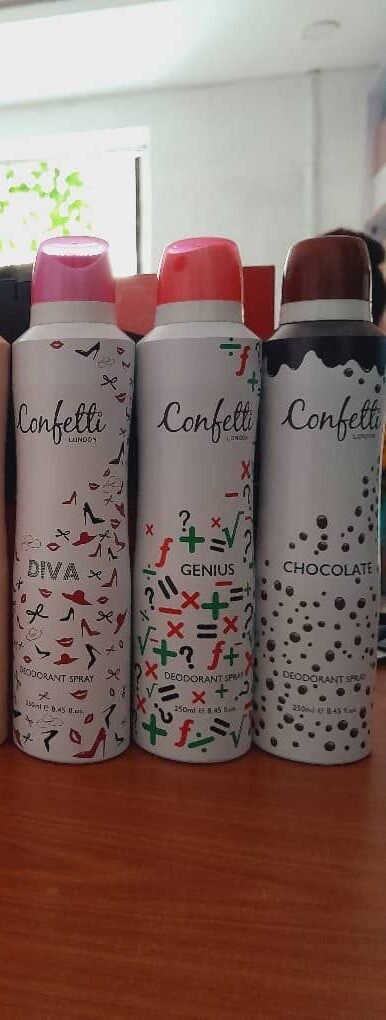 Confetti
LONDON
DIVA
DEODORANT SPRAY
250ml e 8.45 fl.oz.
Confetti
LONDON
GENIUS
DEODORANT SPRAY
250ml e 8.45 fl.oz.
Confetti
LONDON
CHOCOLATE
DEODORANT SPRAY
250ml e 8.45 fl.oz.